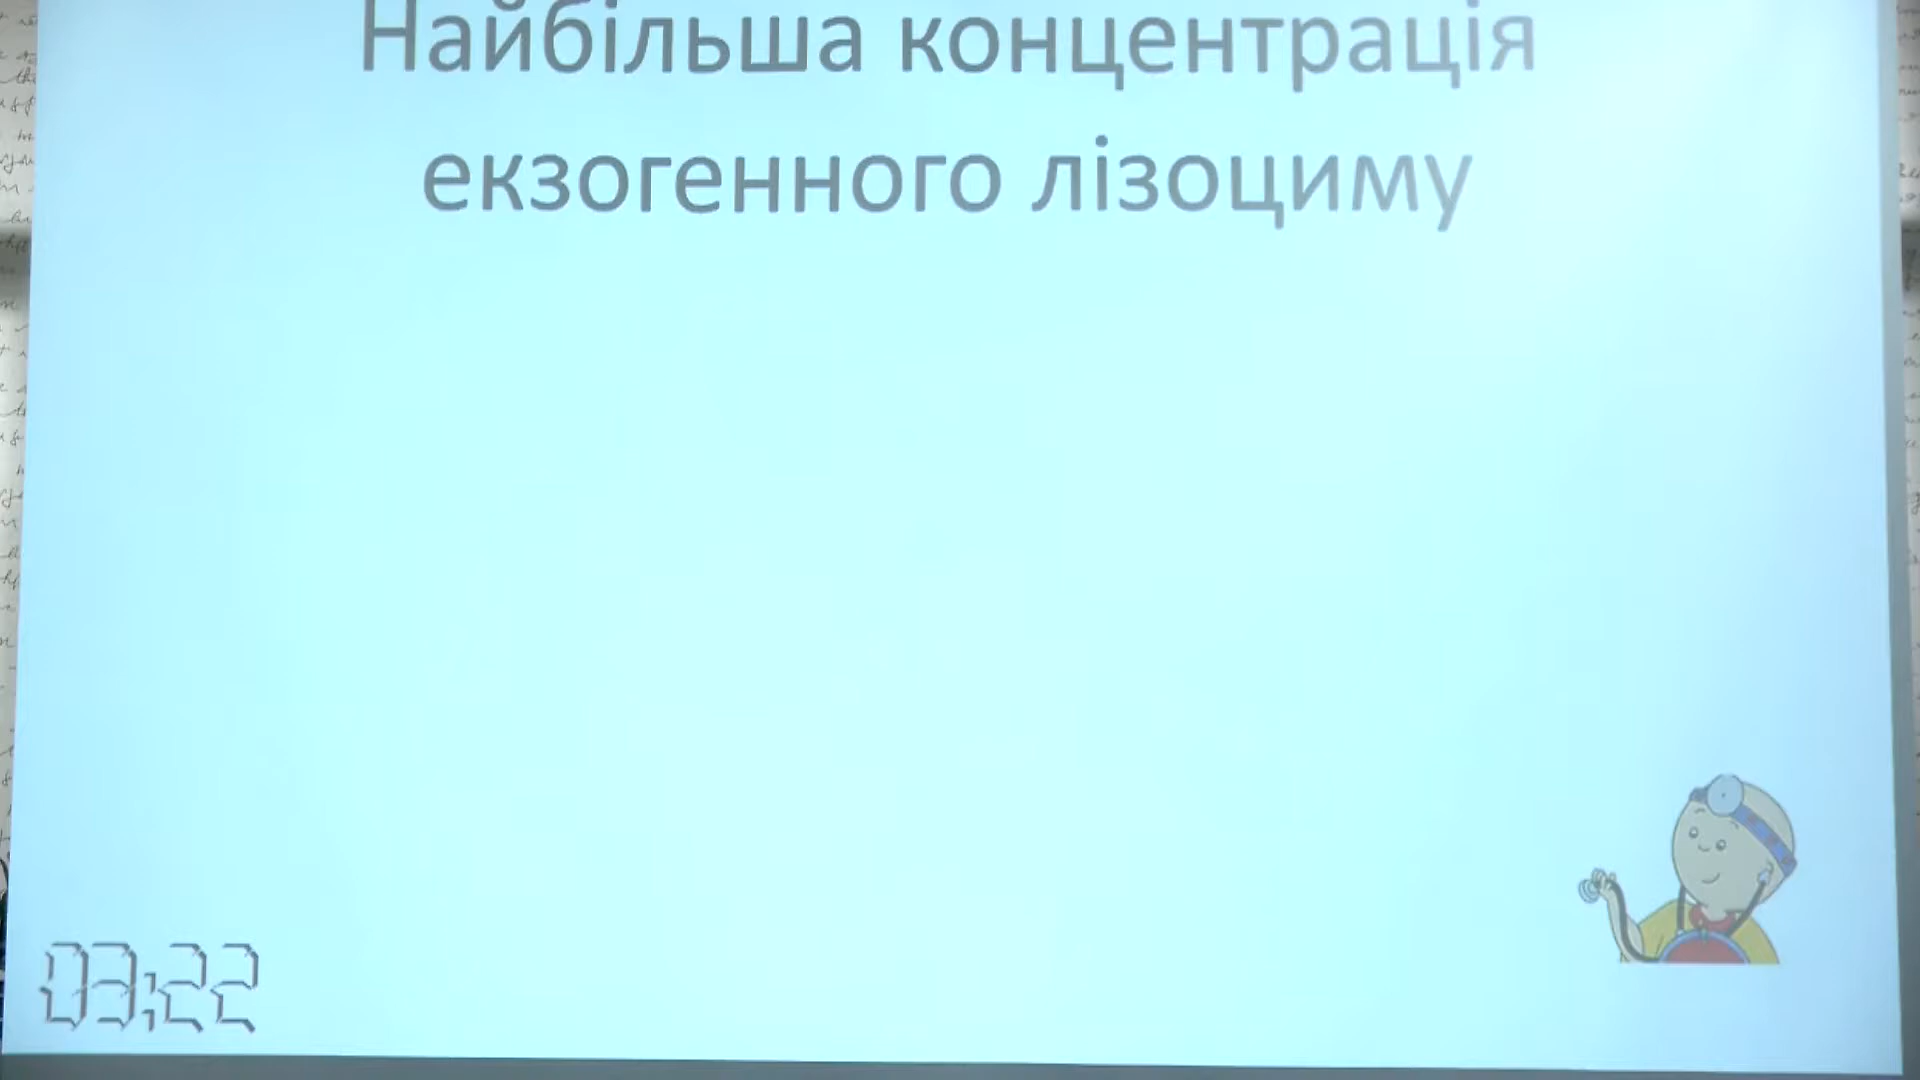 Найбільша концентрація
екзогенного лізоциму
03:22